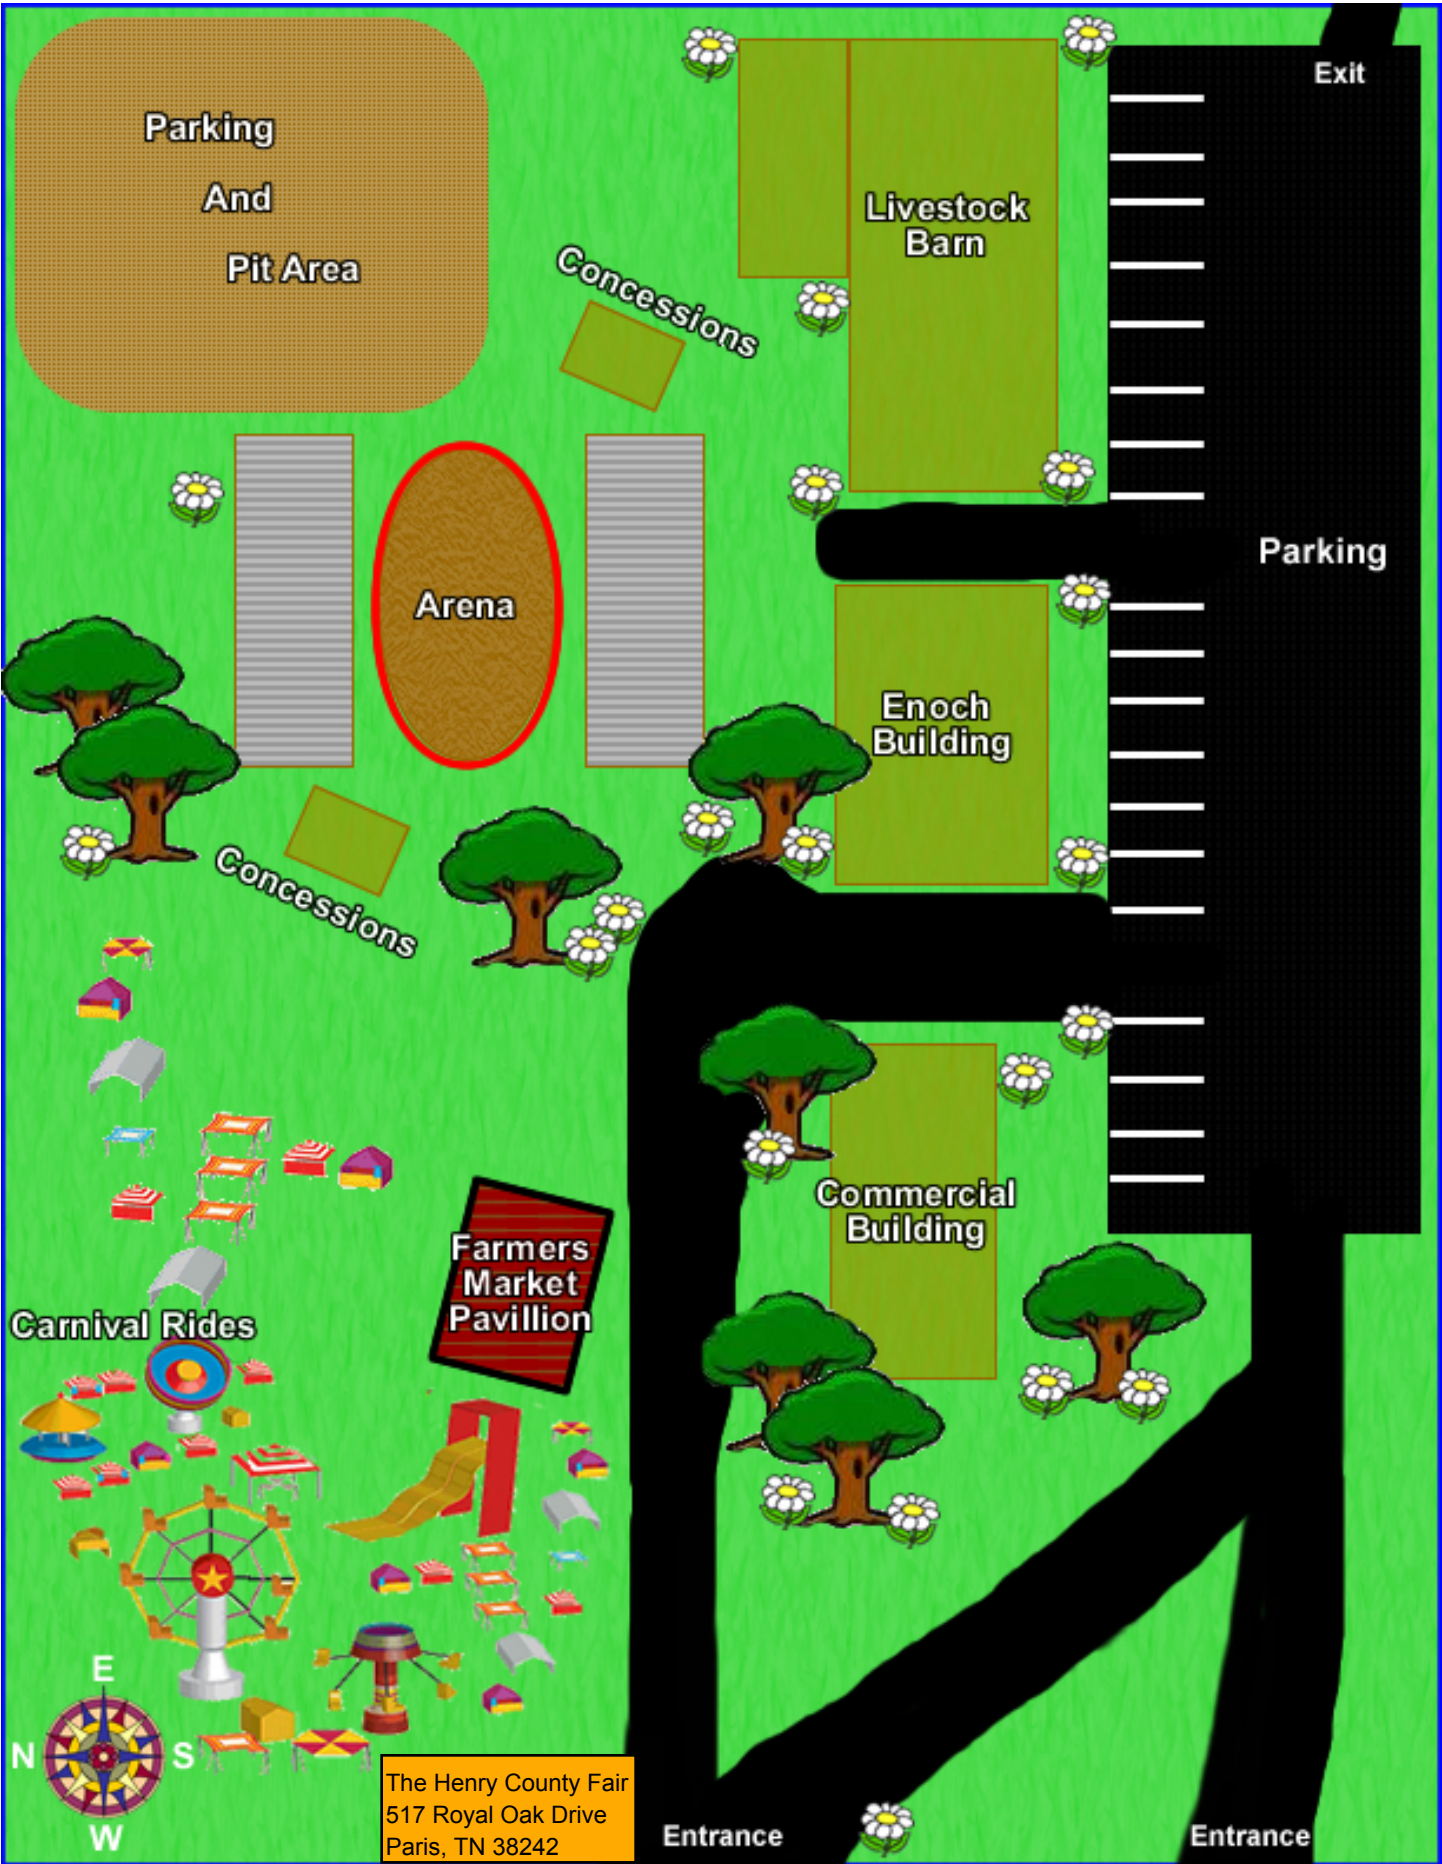 Exit
Parking
And
Pit Area
Livestock
Barn
Concessions
Parking
Arena
Enoch
Building
Concessions
Commercial
Building
Farmers
Market
Pavillion
Carnival Rides
E
N
S
W
The Henry County Fair
517 Royal Oak Drive
Paris, TN 38242
Entrance
Entrance